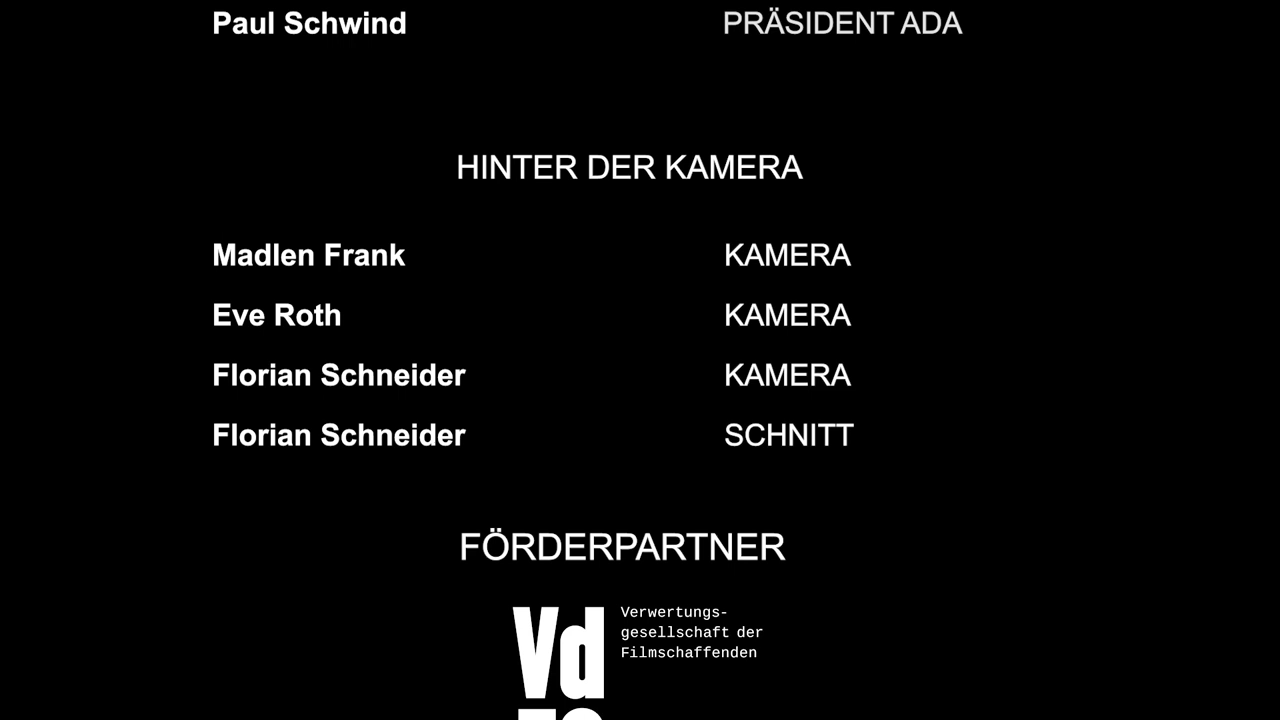 Paul Schwind PRÄSIDENT ADA
HINTER DER KAMERA
Madlen Frank KAMERA
Eve Roth KAMERA
Florian Schneider KAMERA
Florian Schneider SCHNITT
FÖRDERPARTNER
Vd
Verwertungs-
gesellschaft der
Filmschaffenden